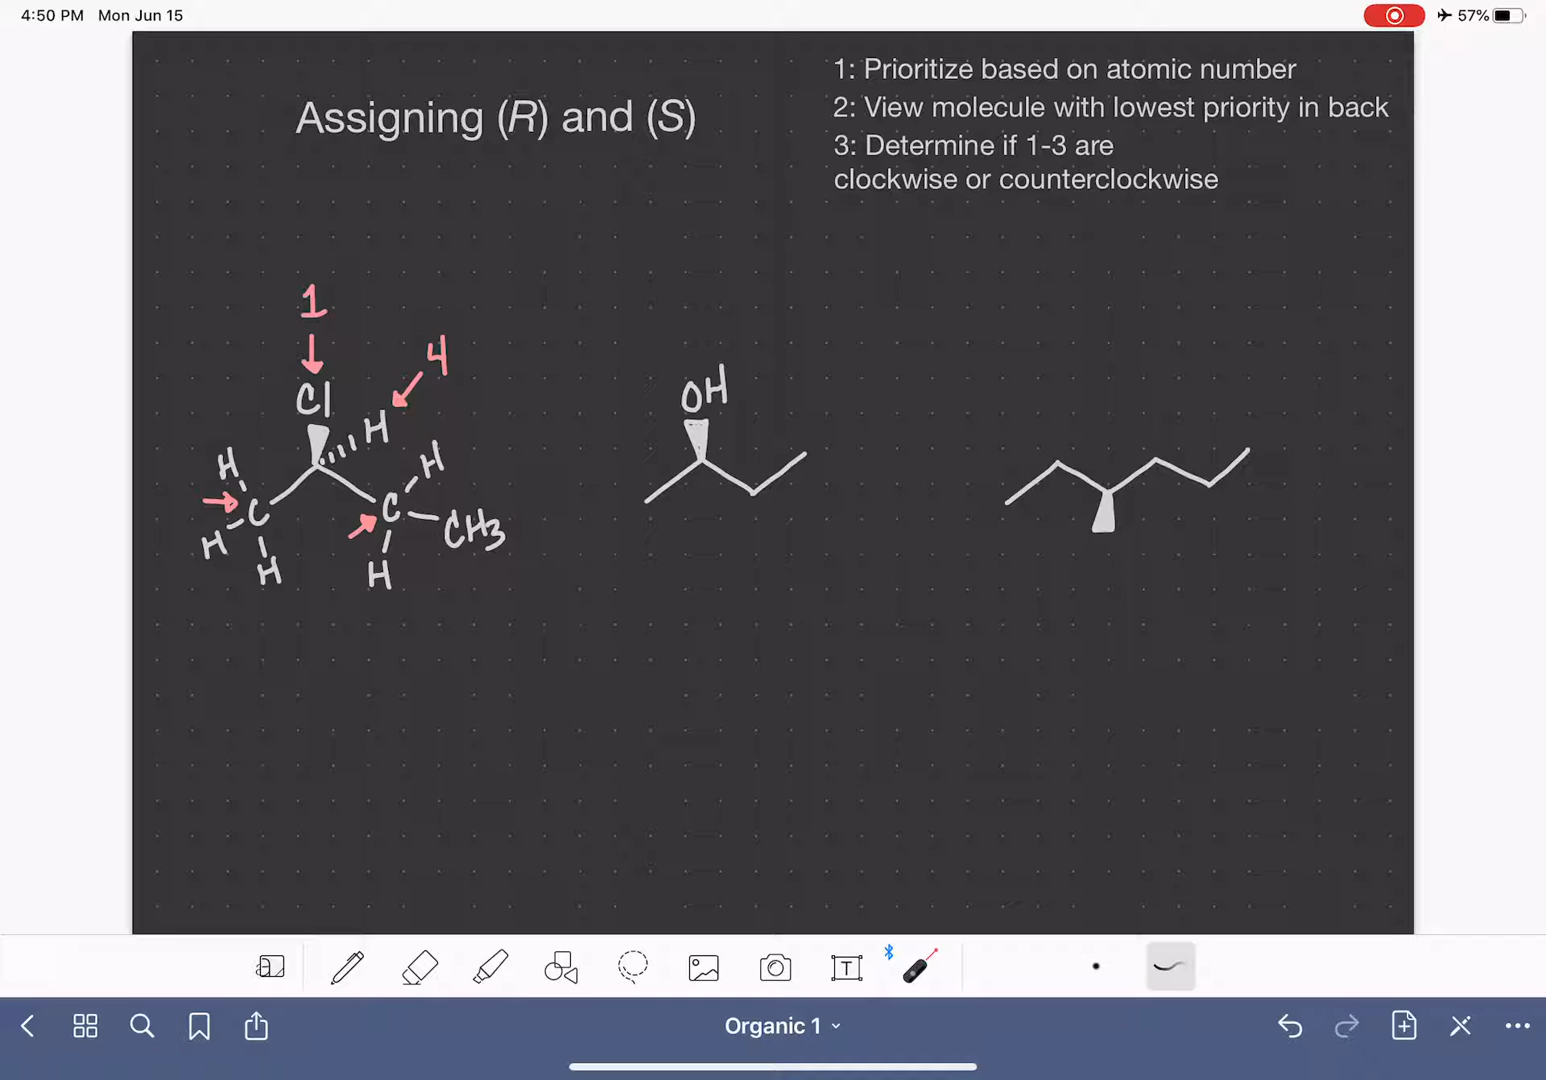 4:50 PM Mon Jun 15
57%
Assigning (R) and (S)
1: Prioritize based on atomic number
2: View molecule with lowest priority in back
3: Determine if 1-3 are
clockwise or counterclockwise
1
4
Cl
H
H
H
C
C
CH3
H
H
H
OH
T
Organic 1